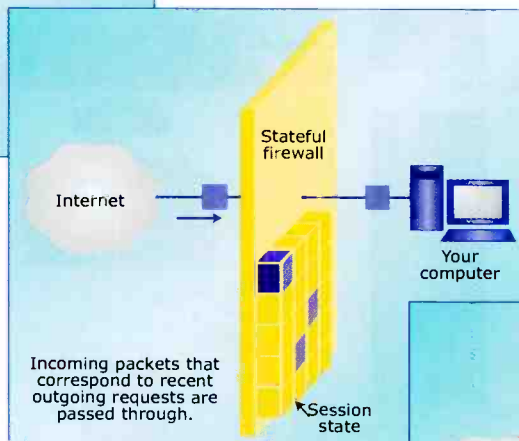 Stateful
firewall
Internet
Your
computer
Incoming packets that
correspond to recent
outgoing requests are
passed through.
Session
state